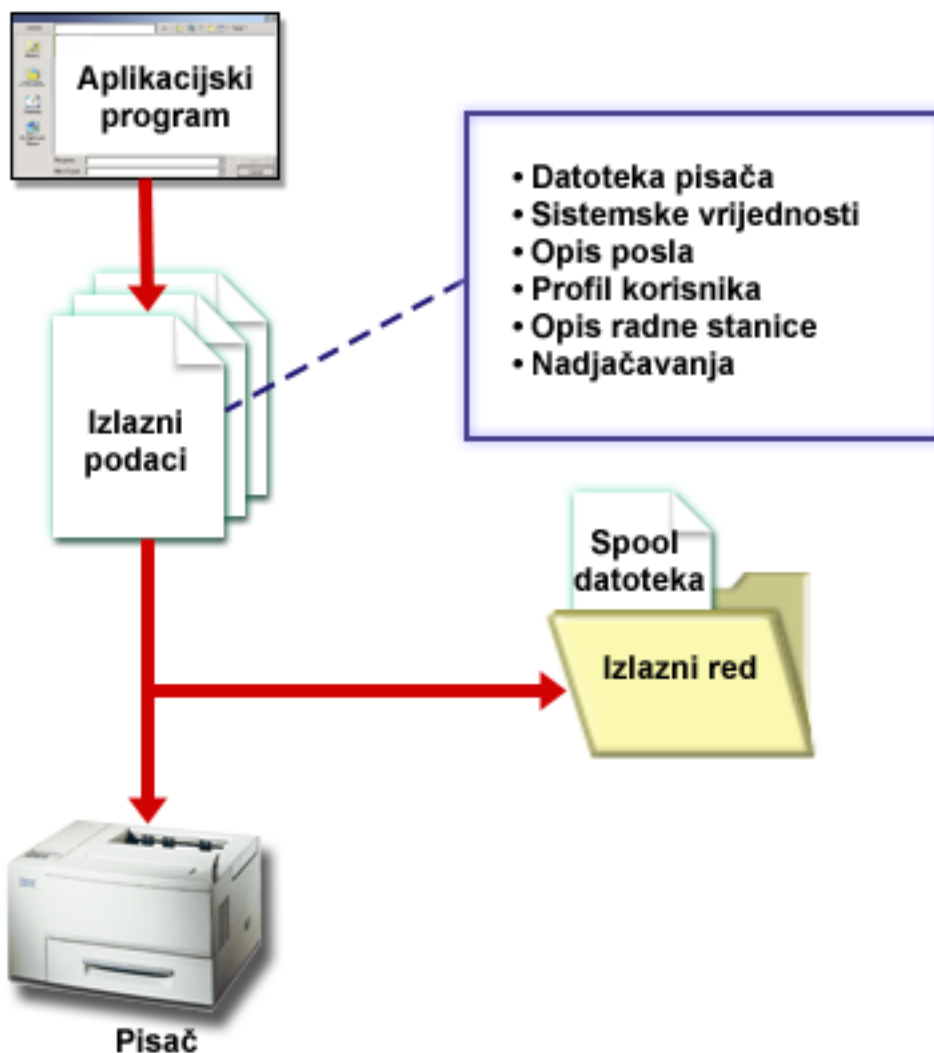 Aplikacijski
program
• Datoteka pisača
• Sistemske vrijednosti
• Opis posla
• Profil korisnika
• Opis radne stanice
• Nadjačavanja
Izlazni
podaci
Spool
datoteka
Izlazni red
Pisač